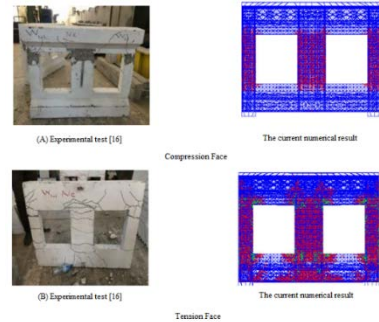 (A) Experimental test [16]
The current numerical result
Compression Face
(B) Experimental test [16]
The current numerical result
Tension Face